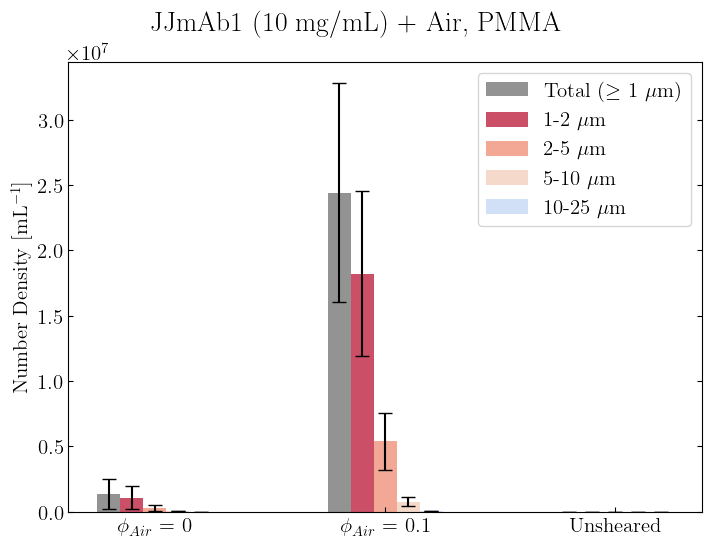 JJmAb1 (10 mg/mL) + Air, PMMA
×10⁷
3.0
2.5
2.0
1.5
1.0
0.5
0.0
Number Density [mL⁻¹]
Total (≥ 1 μm)
1-2 μm
2-5 μm
5-10 μm
10-25 μm
ϕ_Air = 0
ϕ_Air = 0.1
Unsheared